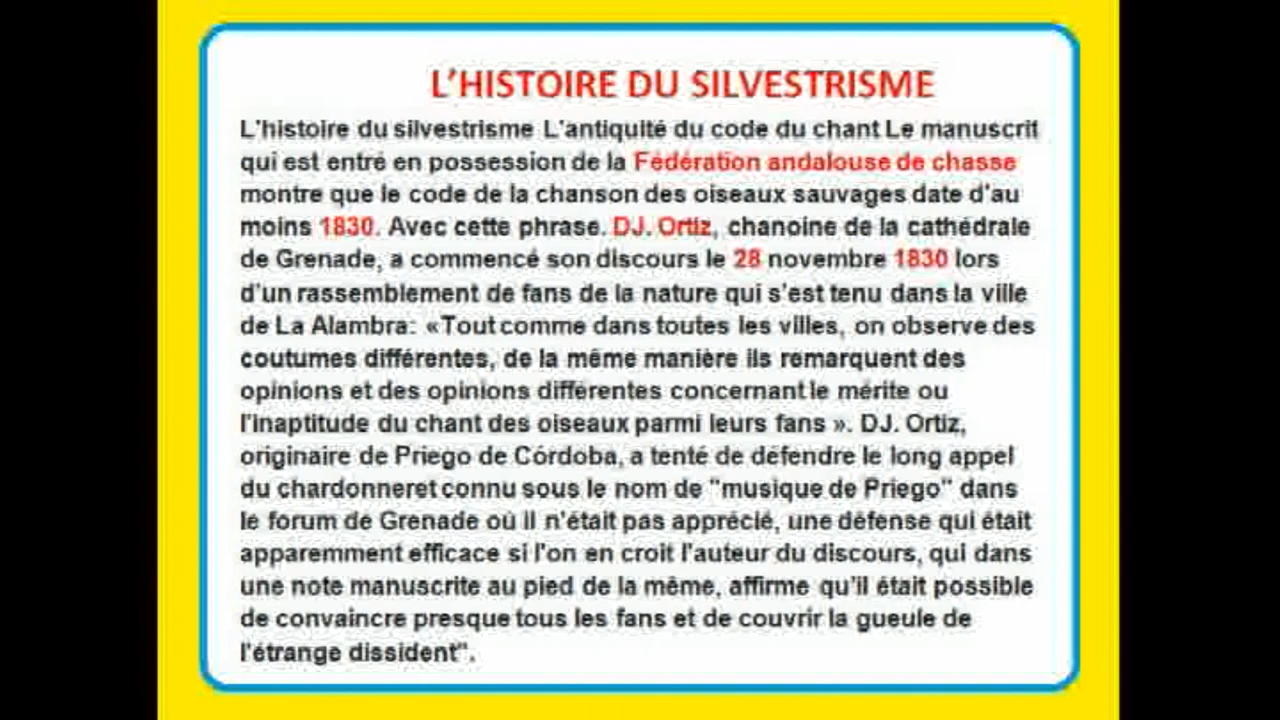 L'HISTOIRE DU SILVESTRISME
L'histoire du silvestrisme L'antiquité du code du chant Le manuscrit
qui est entré en possession de la Fédération andalouse de chasse
montre que le code de la chanson des oiseaux sauvages date d'au
moins 1830. Avec cette phrase. DJ. Ortiz, chanoine de la cathédrale
de Grenade, a commencé son discours le 28 novembre 1830 lors
d'un rassemblement de fans de la nature qui s'est tenu dans la ville
de La Alambra: «Tout comme dans toutes les villes, on observe des
coutumes différentes, de la même manière ils remarquent des
opinions et des opinions différentes concernant le mérite ou
l'inaptitude du chant des oiseaux parmi leurs fans ». DJ. Ortiz,
originaire de Priego de Córdoba, a tenté de défendre le long appel
du chardonneret connu sous le nom de "musique de Priego" dans
le forum de Grenade où il n'était pas apprécié, une défense qui était
apparemment efficace si l'on en croit l'auteur du discours, qui dans
une note manuscrite au pied de la même, affirme qu'il était possible
de convaincre presque tous les fans et de couvrir la gueule de
l'étrange dissident".